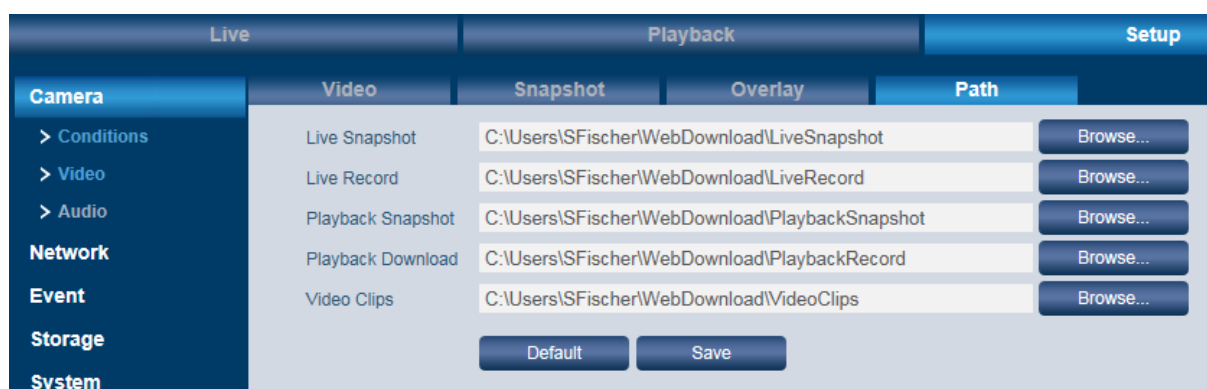 Live Playback Setup
Camera Video Snapshot Overlay Path
> Conditions Live Snapshot C:\Users\SFischer\WebDownload\LiveSnapshot Browse...
> Video Live Record C:\Users\SFischer\WebDownload\LiveRecord Browse...
> Audio Playback Snapshot C:\Users\SFischer\WebDownload\PlaybackSnapshot Browse...
Network Playback Download C:\Users\SFischer\WebDownload\PlaybackRecord Browse...
Event Video Clips C:\Users\SFischer\WebDownload\VideoClips Browse...
Storage Default Save
System